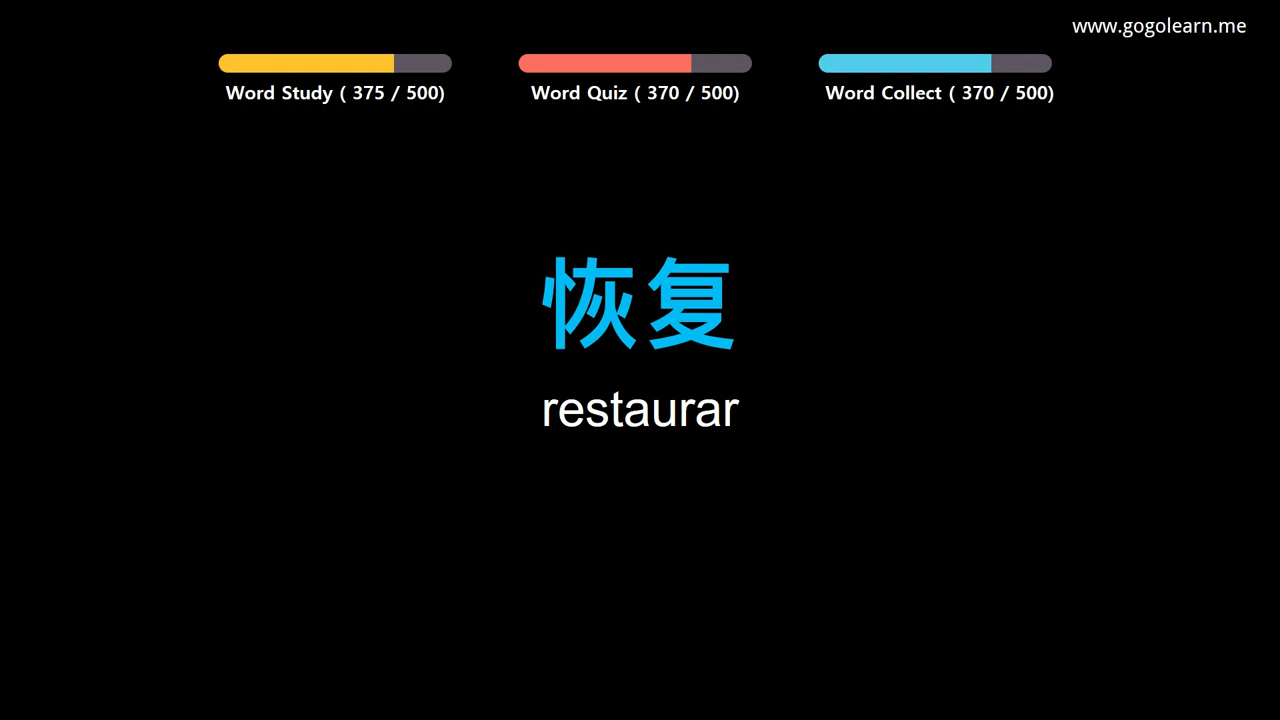 www.gogolearn.me
Word Study ( 375 / 500)
Word Quiz ( 370 / 500)
Word Collect ( 370 / 500)
恢复
restaurar